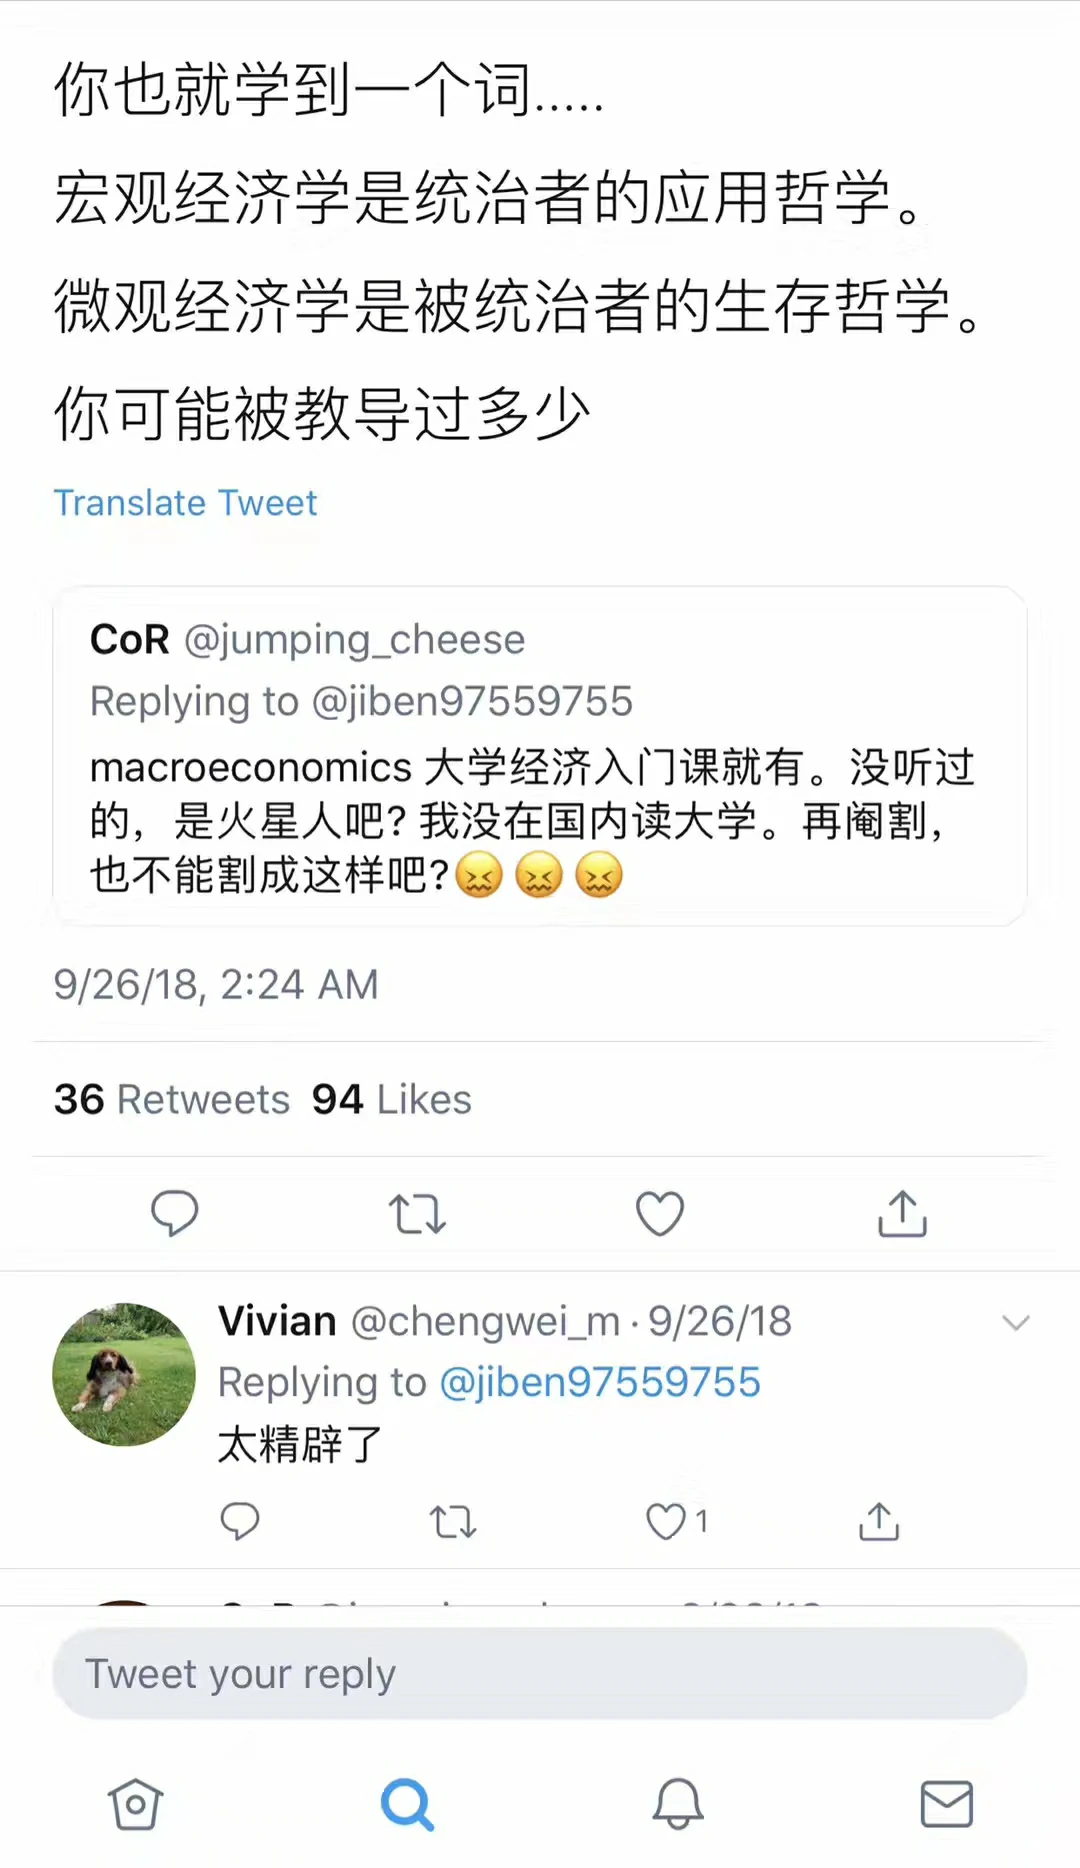 你也就学到一个词.....
宏观经济学是统治者的应用哲学。
微观经济学是被统治者的生存哲学。
你可能被教导过多少
Translate Tweet
CoR @jumping_cheese
Replying to @jiben97559755
macroeconomics 大学经济入门课就有。没听过
的，是火星人吧? 我没在国内读大学。再阉割，
也不能割成这样吧?😖😖😖
9/26/18, 2:24 AM
36 Retweets 94 Likes
Vivian @chengwei_m · 9/26/18
Replying to @jiben97559755
太精辟了
1
Tweet your reply